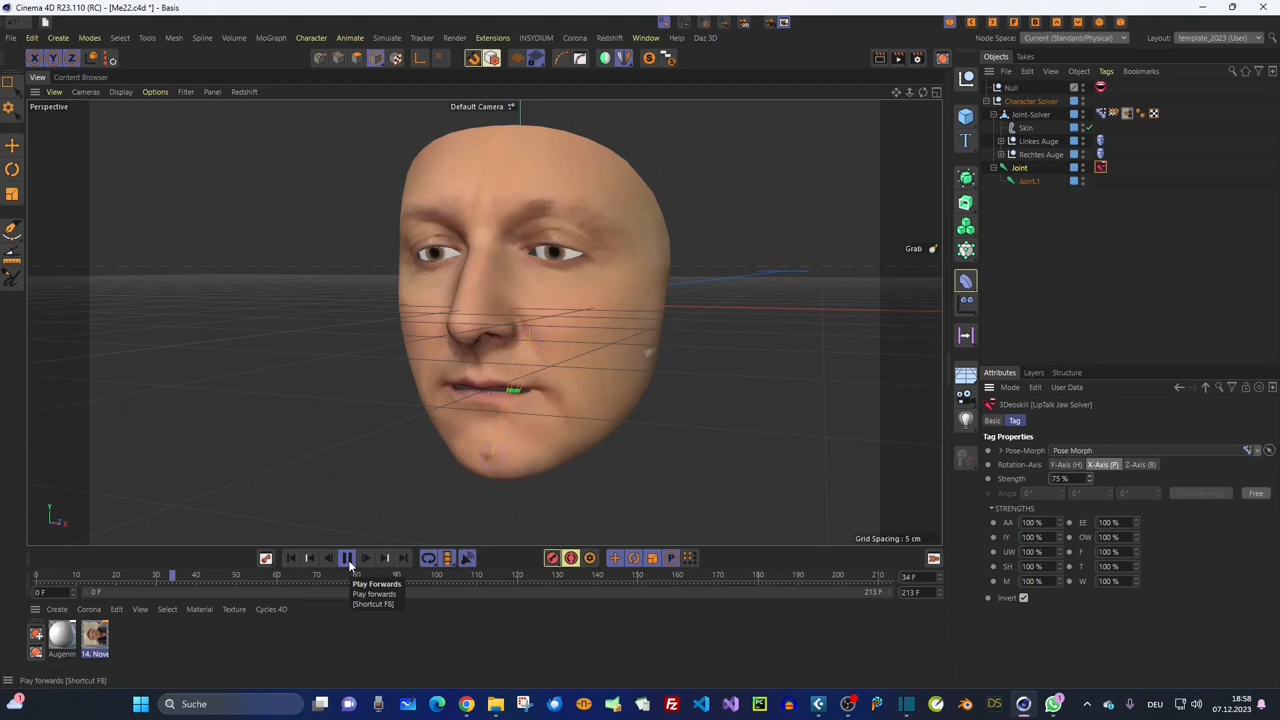 Cinema 4D R23.110 (RC) - [Me22.c4d *] - Basis
File Edit Create Modes Select Tools Mesh Spline Volume MoGraph Character Animate Simulate Tracker Render Extensions INSYDIUM Corona Redshift Window Daz 3D
Node Space: Current (Standard/Physical) Layout: template_2023 (User)
X Y Z
View Content Browser
View Cameras Display Options Filter Panel Redshift
Perspective
Default Camera
Grab
Y
Z X
Grid Spacing : 5 cm
Objects Takes
File Edit View Object Tags Bookmarks
Null
Character Solver
Joint-Solver
Skin
Linkes Auge
Rechtes Auge
Joint
Joint.1
Attributes Layers Structure
Mode Edit User Data
3Deoskill [LipTalk Jaw Solver]
Basic Tag
Tag Properties
Pose-Morph Pose Morph
Rotation-Axis Y-Axis (H) X-Axis (P) Z-Axis (B)
Strength 75 %
Angle 0 ° 0 ° 0 ° Free
STRENGTHS
AA 100 % EE 100 %
IY 100 % OW 100 %
UW 100 % F 100 %
SH 100 % T 100 %
M 100 % W 100 %
Invert
0 10 20 30 40 50 60 70 80 90 100 110 120 130 140 150 160 170 180 190 200 210
34 F
0 F 0 F 213 F 213 F
Play Forwards
Play forwards
[Shortcut F8]
Create Edit View Select Material Texture Cycles 4D
Augenm 14. Nove
Play forwards [Shortcut F8]
1 Suche DEU 18:58
07.12.2023